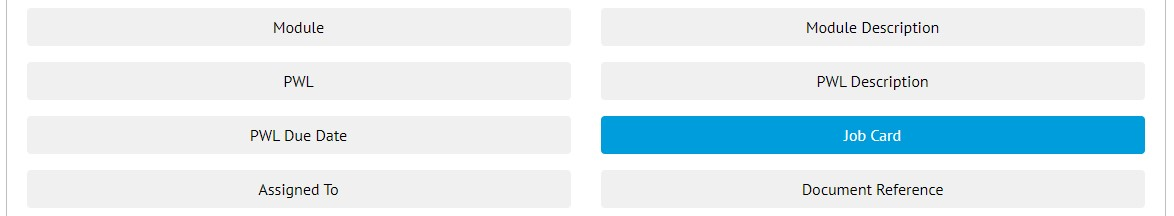 Module
Module Description
PWL
PWL Description
PWL Due Date
Job Card
Assigned To
Document Reference